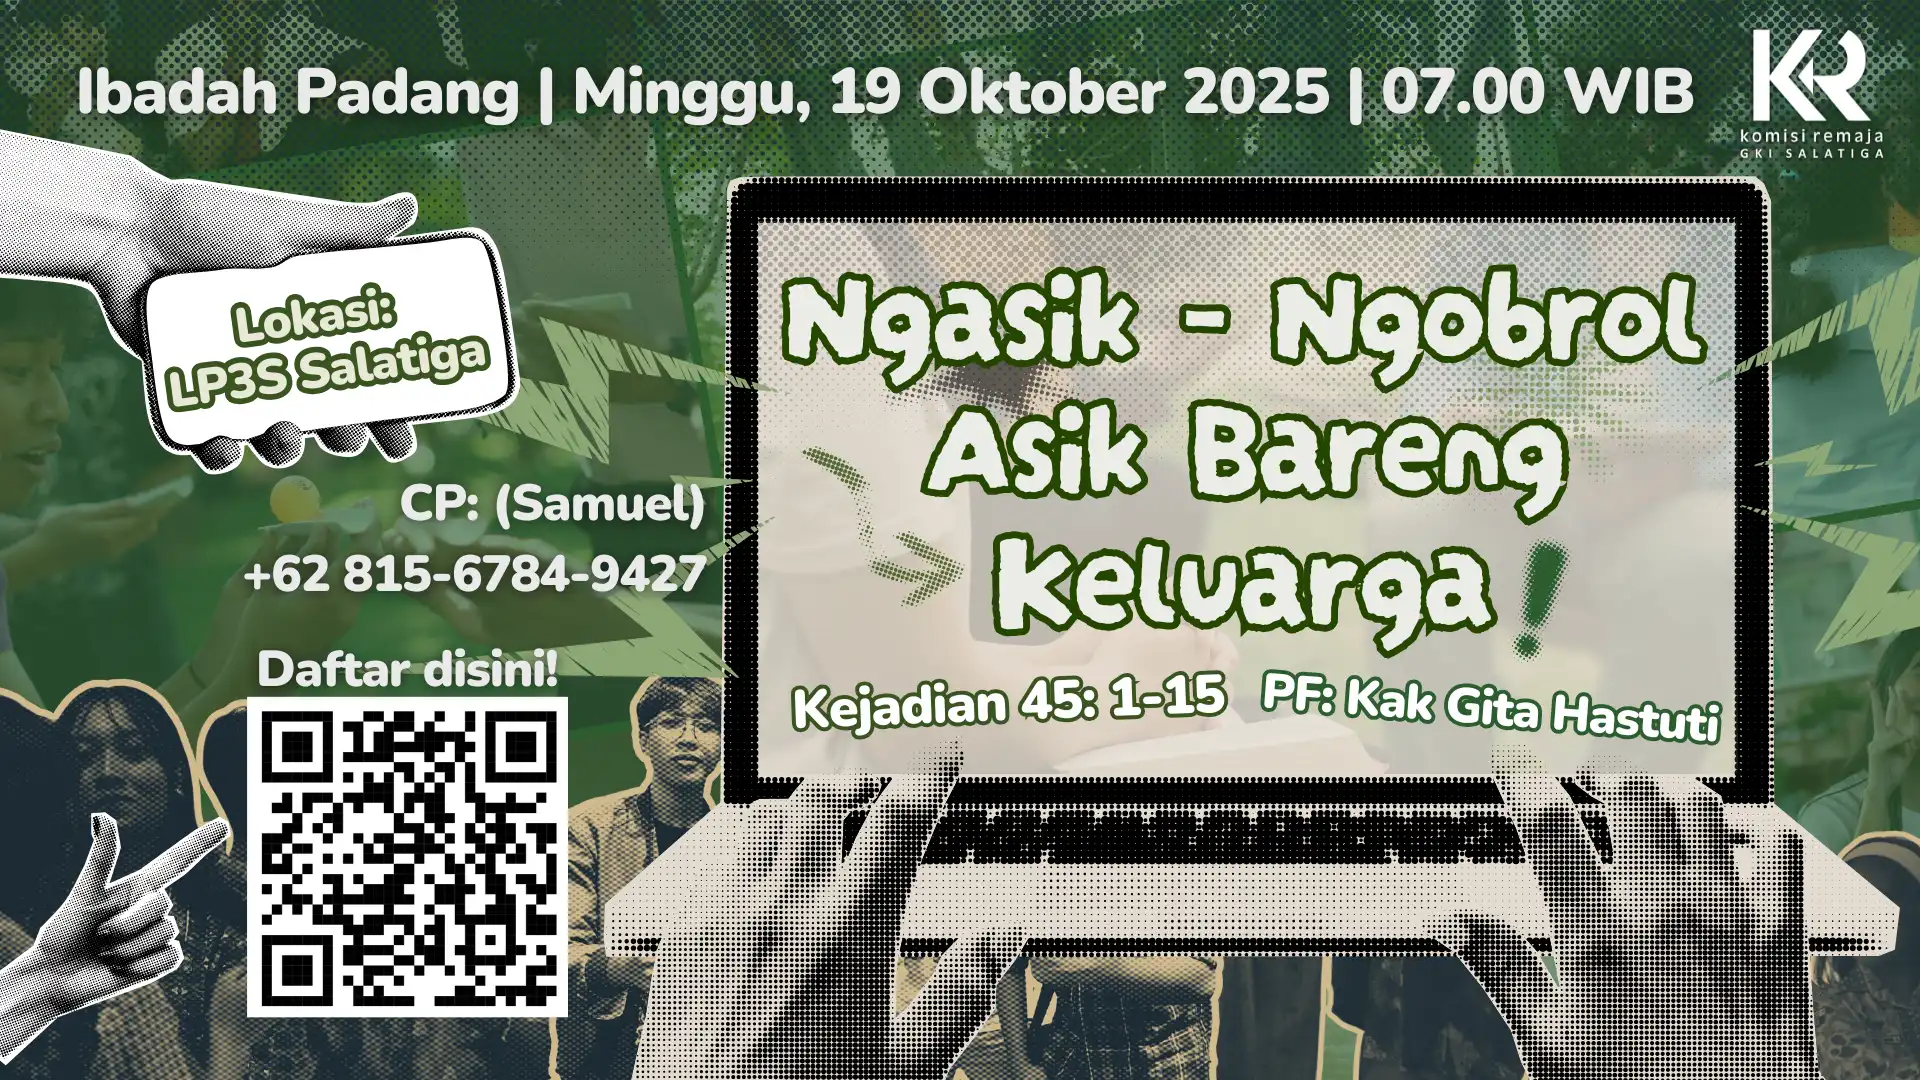 Ibadah Padang | Minggu, 19 Oktober 2025 | 07.00 WIB
KR
komisi remaja
GKI SALATIGA
Lokasi:
LP3S Salatiga
CP: (Samuel)
+62 815-6784-9427
Daftar disini!
Ngasik - Ngobrol
Asik Bareng
Keluarga!
Kejadian 45: 1-15 PF: Kak Gita Hastuti